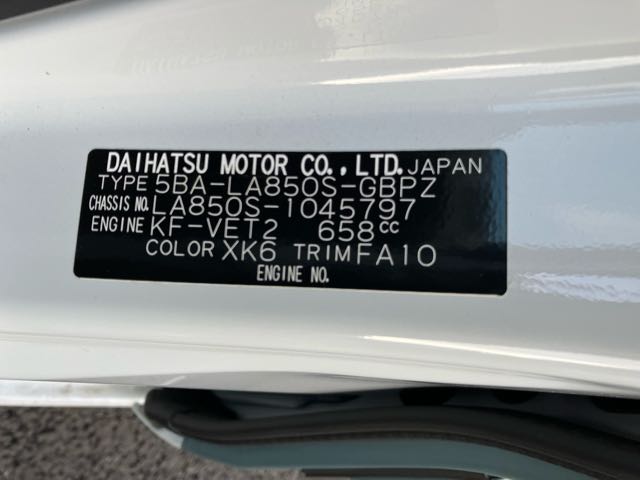 DAIHATSU MOTOR CO., LTD. JAPAN
TYPE 5BA-LA850S-GBPZ
CHASSIS NO. LA850S-1045797
ENGINE KF-VET2 658cc
COLOR XK6 TRIM FA10
ENGINE NO.